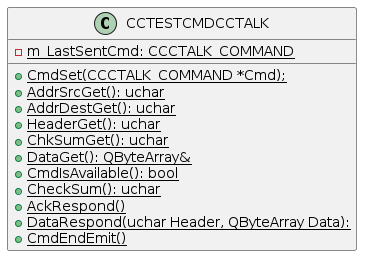 C CCTESTCMDCCTALK
m_LastSentCmd: CCCTALK_COMMAND
CmdSet(CCCTALK_COMMAND *Cmd);
AddrSrcGet(): uchar
AddrDestGet(): uchar
HeaderGet(): uchar
ChkSumGet(): uchar
DataGet(): QByteArray&
CmdIsAvailable(): bool
CheckSum(): uchar
AckRespond()
DataRespond(uchar Header, QByteArray Data):
CmdEndEmit()